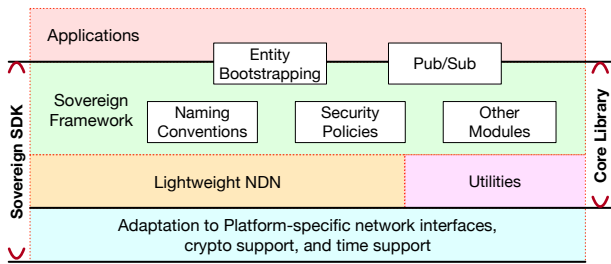 Applications
Entity
Bootstrapping
Pub/Sub
Sovereign
Framework
Naming
Conventions
Security
Policies
Other
Modules
Lightweight NDN
Utilities
Adaptation to Platform-specific network interfaces,
crypto support, and time support
Sovereign SDK
Core Library